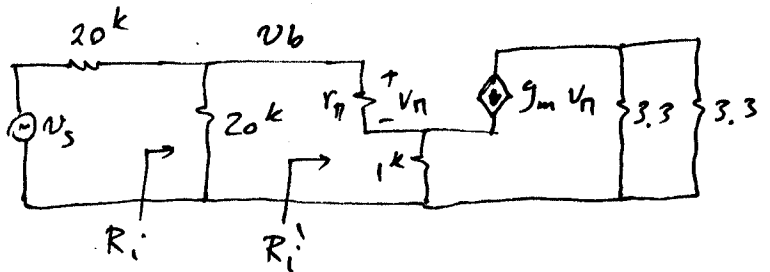 20k
vb
vs
20k
rπ
+
vπ
-
gm vπ
3.3
3.3
1k
Ri
Ri'